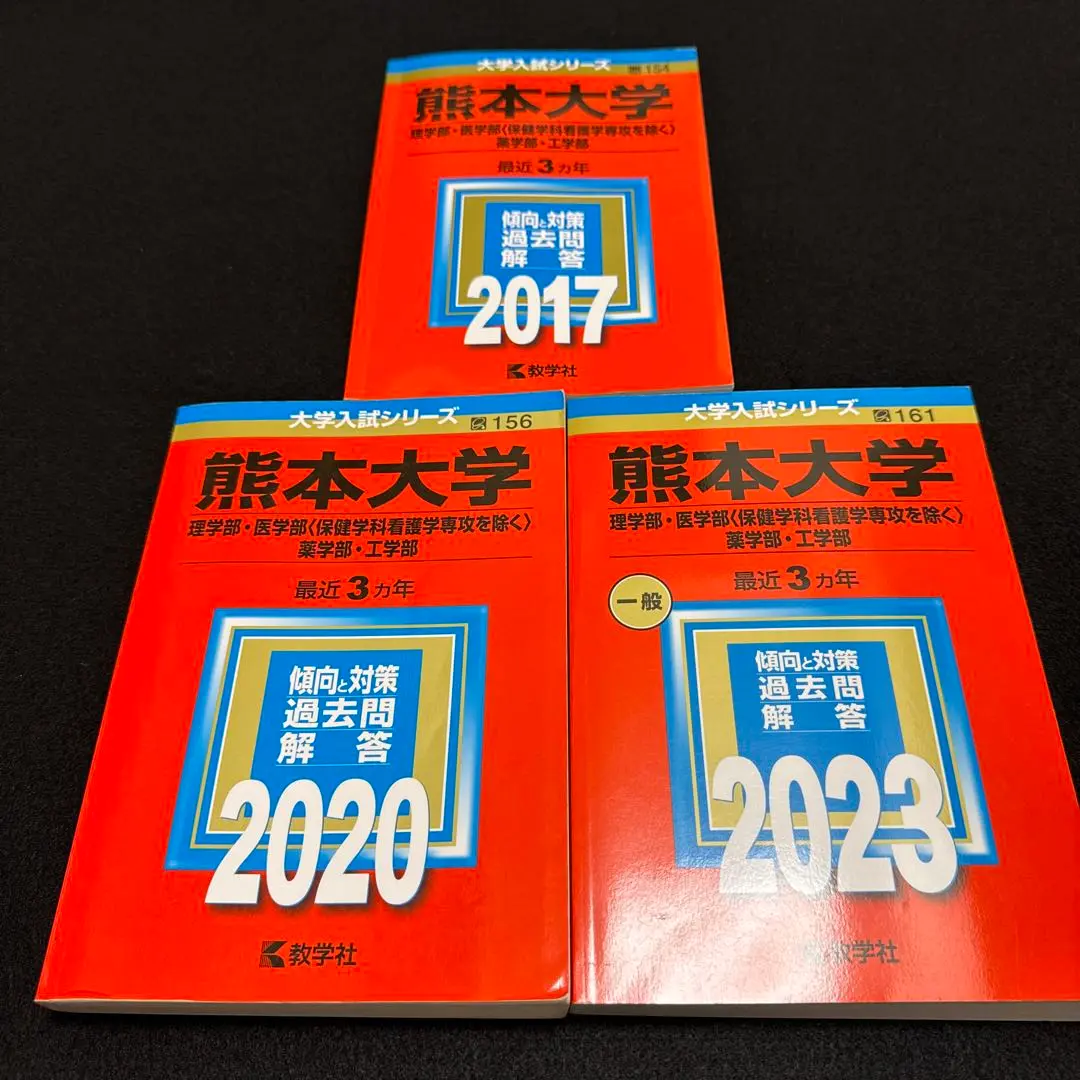 大学入試シリーズ 154
熊本大学
理学部・医学部〈保健学科看護学専攻を除く〉
薬学部・工学部
最近3カ年
傾向と対策
過去問
解答
2017
教学社
大学入試シリーズ 156
熊本大学
理学部・医学部〈保健学科看護学専攻を除く〉
薬学部・工学部
最近3カ年
傾向と対策
過去問
解答
2020
教学社
大学入試シリーズ 161
熊本大学
理学部・医学部〈保健学科看護学専攻を除く〉
薬学部・工学部
最近3カ年
一般
傾向と対策
過去問
解答
2023
教学社